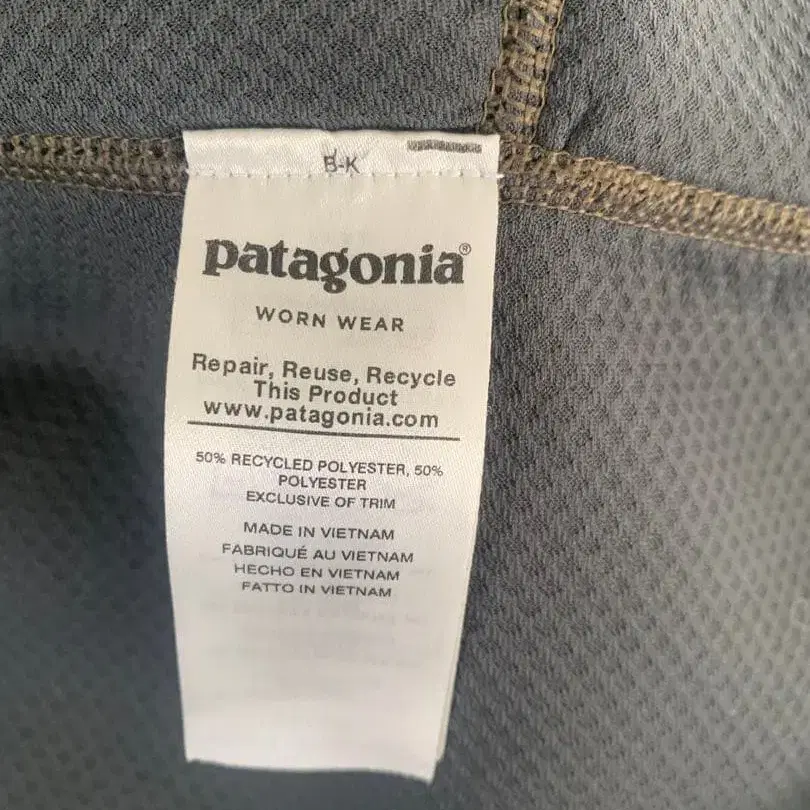 B-K
patagonia®
WORN WEAR
Repair, Reuse, Recycle
This Product
www.patagonia.com
50% RECYCLED POLYESTER, 50%
POLYESTER
EXCLUSIVE OF TRIM
MADE IN VIETNAM
FABRIQUÉ AU VIETNAM
HECHO EN VIETNAM
FATTO IN VIETNAM